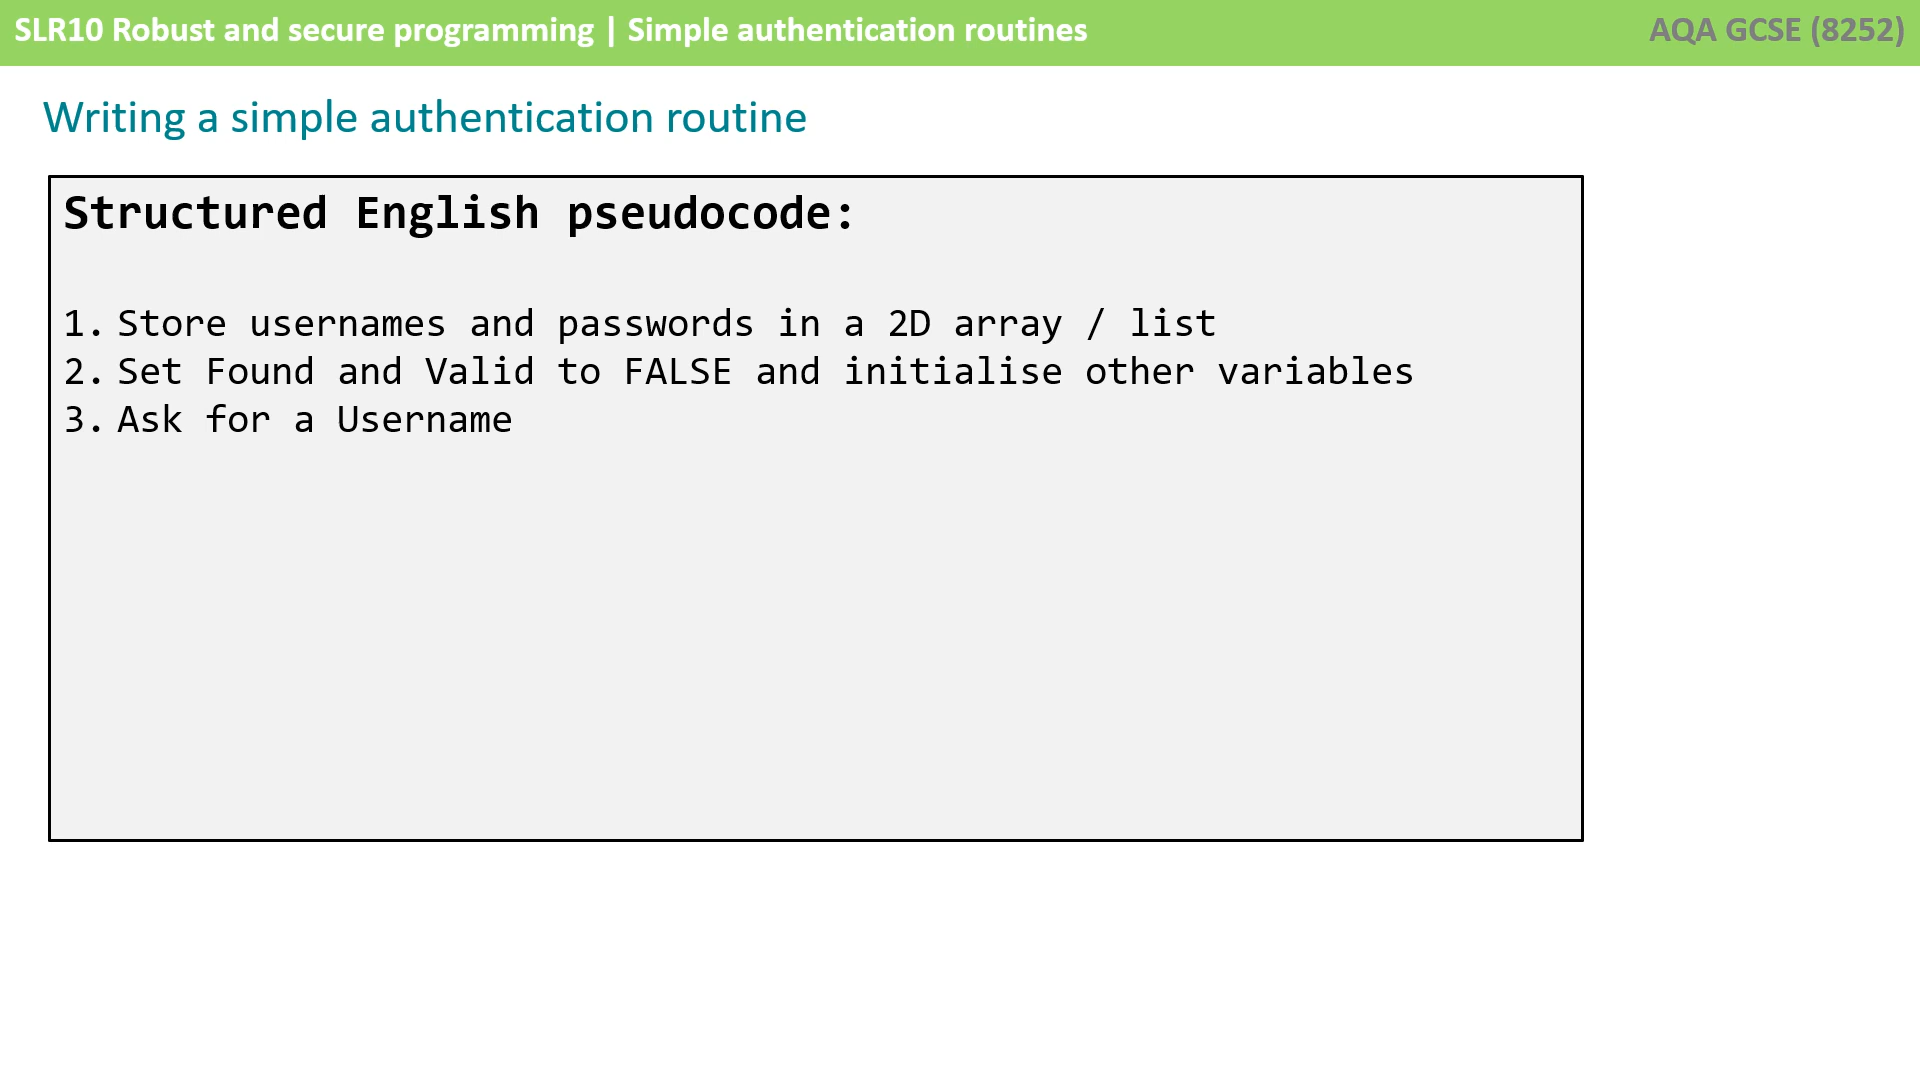 SLR10 Robust and secure programming | Simple authentication routines
AQA GCSE (8252)
Writing a simple authentication routine
Structured English pseudocode:
1. Store usernames and passwords in a 2D array / list
2. Set Found and Valid to FALSE and initialise other variables
3. Ask for a Username